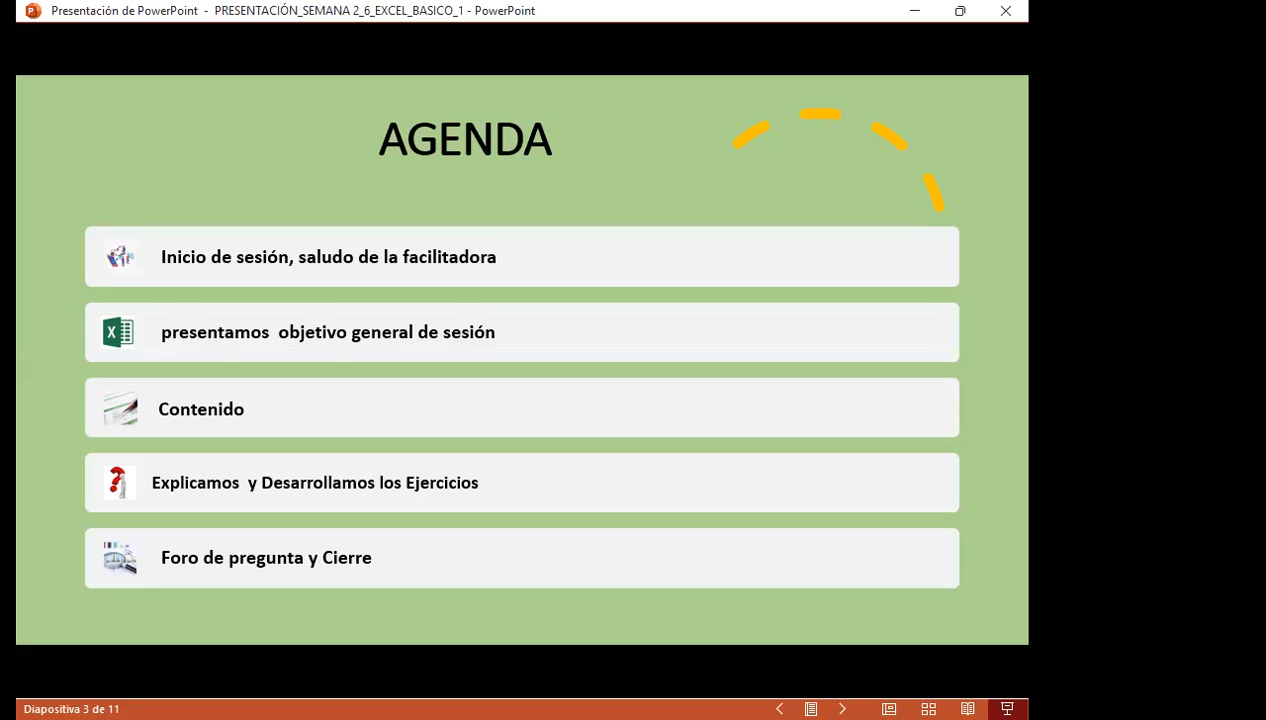 Presentación de PowerPoint - PRESENTACIÓN_SEMANA 2_6_EXCEL_BASICO_1 - PowerPoint
AGENDA
Inicio de sesión, saludo de la facilitadora
presentamos objetivo general de sesión
Contenido
Explicamos y Desarrollamos los Ejercicios
Foro de pregunta y Cierre
Diapositiva 3 de 11